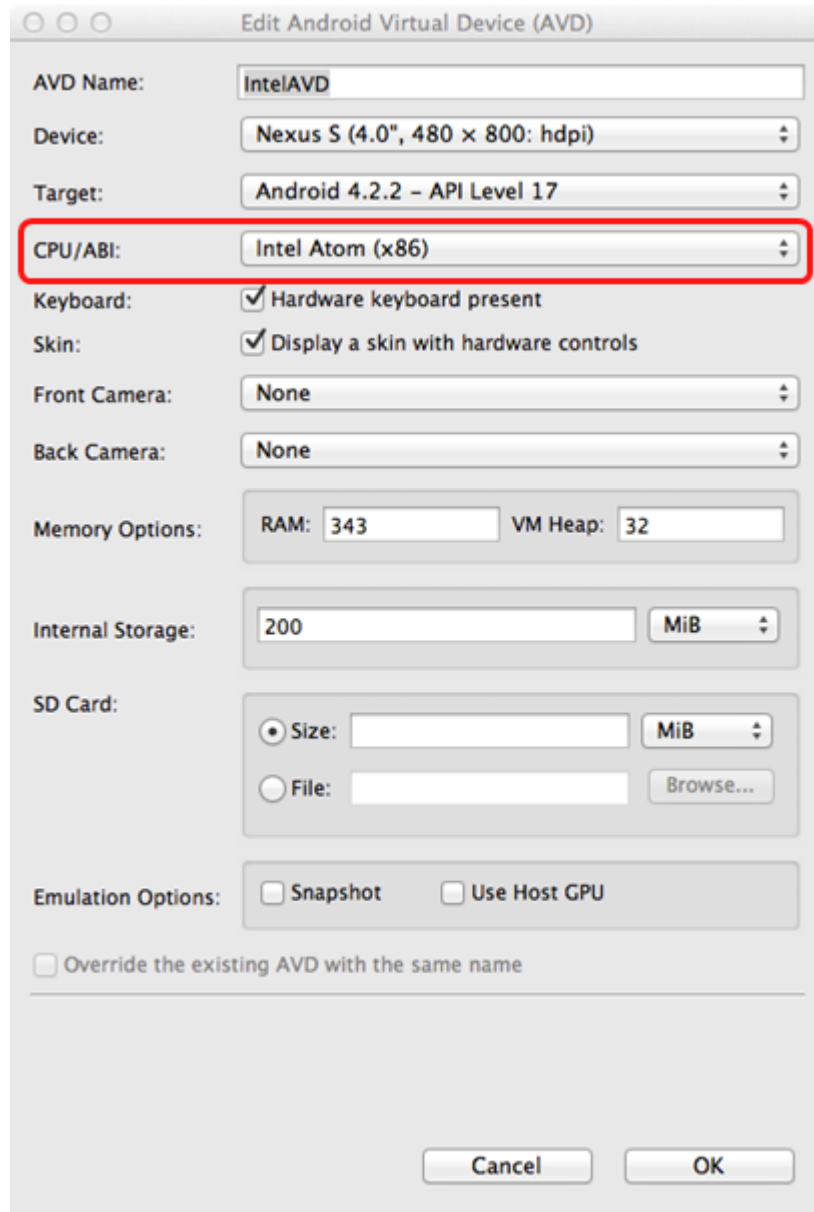 Edit Android Virtual Device (AVD)
AVD Name: IntelAVD
Device: Nexus S (4.0", 480 × 800: hdpi)
Target: Android 4.2.2 – API Level 17
CPU/ABI: Intel Atom (x86)
Keyboard: Hardware keyboard present
Skin: Display a skin with hardware controls
Front Camera: None
Back Camera: None
Memory Options: RAM: 343 VM Heap: 32
Internal Storage: 200 MiB
SD Card:
Size: MiB
File: Browse...
Emulation Options: Snapshot Use Host GPU
Override the existing AVD with the same name
Cancel OK